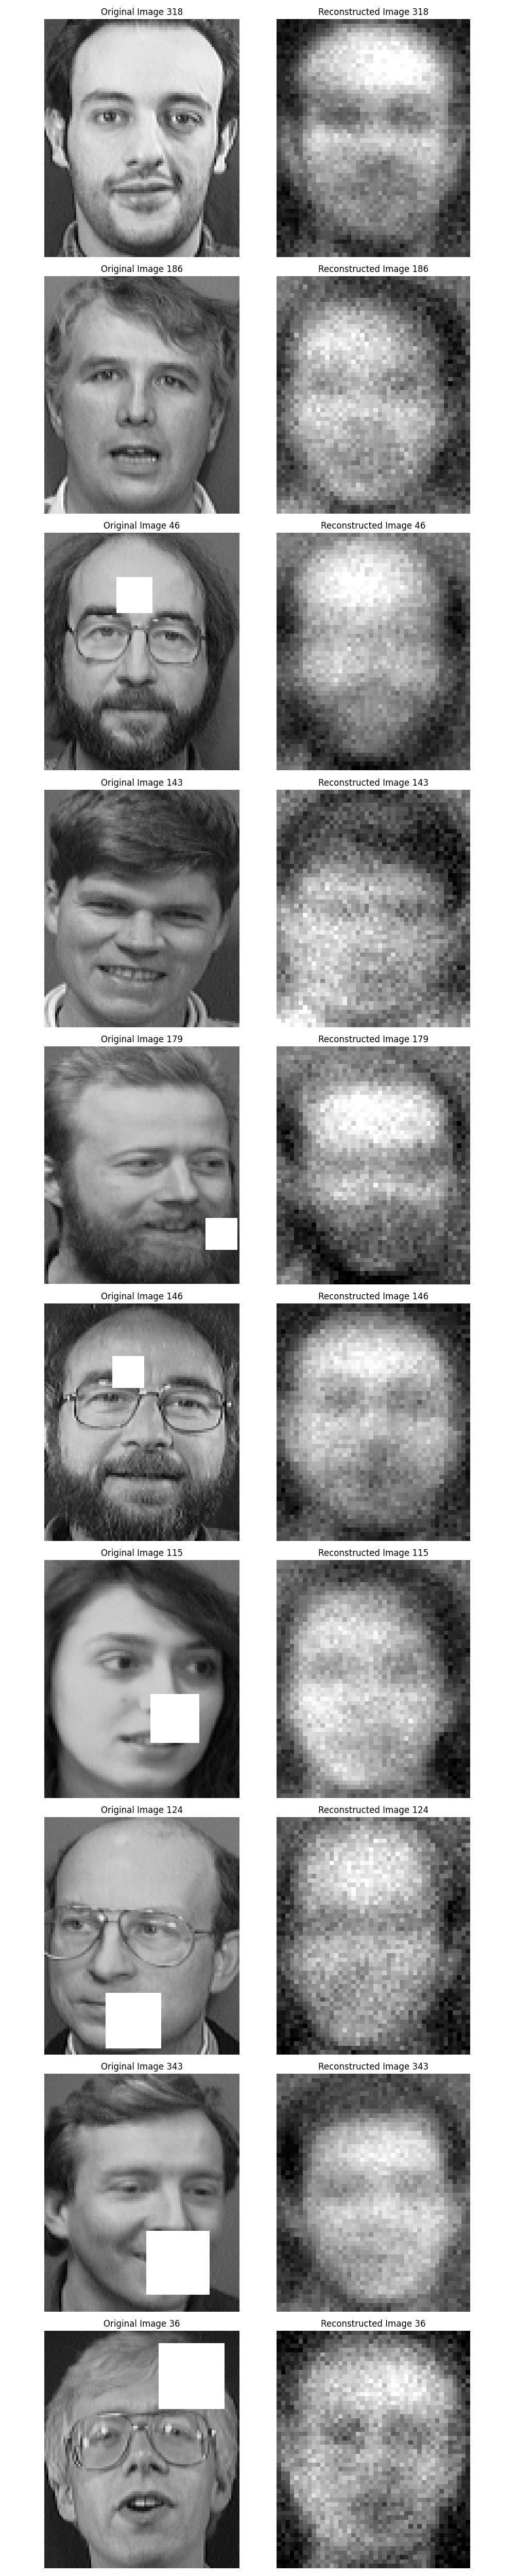 Original Image 318 Reconstructed Image 318
Original Image 186 Reconstructed Image 186
Original Image 46 Reconstructed Image 46
Original Image 143 Reconstructed Image 143
Original Image 179 Reconstructed Image 179
Original Image 146 Reconstructed Image 146
Original Image 115 Reconstructed Image 115
Original Image 124 Reconstructed Image 124
Original Image 343 Reconstructed Image 343
Original Image 36 Reconstructed Image 36